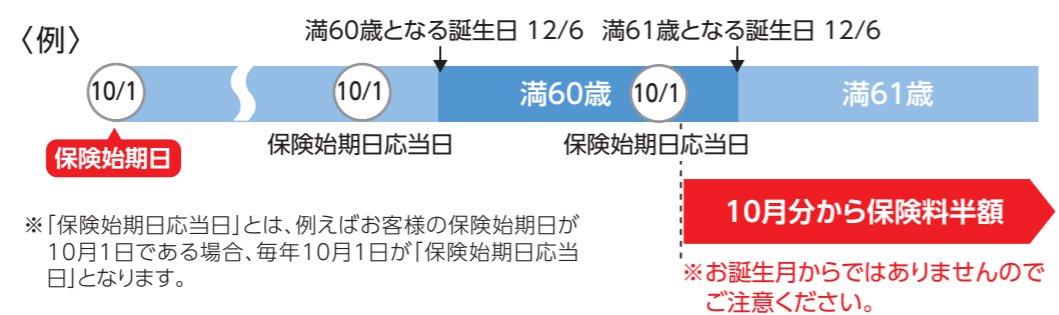 〈例〉
満60歳となる誕生日 12/6
満61歳となる誕生日 12/6
10/1
10/1
満60歳
10/1
満61歳
保険始期日
保険始期日応当日
保険始期日応当日
10月分から保険料半額
※お誕生月からではありませんので
ご注意ください。
※「保険始期日応当日」とは、例えばお客様の保険始期日が
10月1日である場合、毎年10月1日が「保険始期日応当
日」となります。